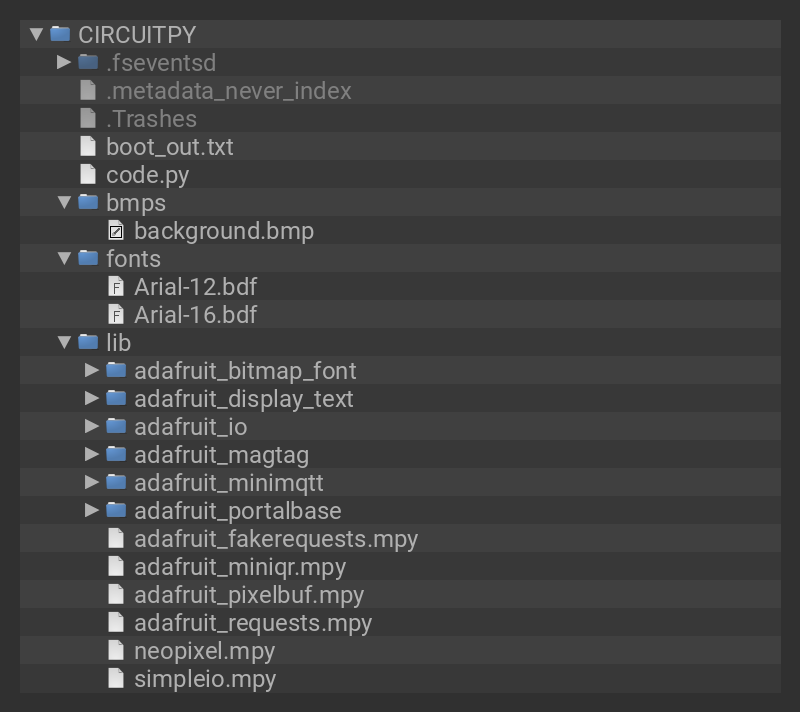 CIRCUITPY
.fseventsd
.metadata_never_index
.Trashes
boot_out.txt
code.py
bmps
background.bmp
fonts
F Arial-12.bdf
F Arial-16.bdf
lib
adafruit_bitmap_font
adafruit_display_text
adafruit_io
adafruit_magtag
adafruit_minimqtt
adafruit_portalbase
adafruit_fakerequests.mpy
adafruit_miniqr.mpy
adafruit_pixelbuf.mpy
adafruit_requests.mpy
neopixel.mpy
simpleio.mpy